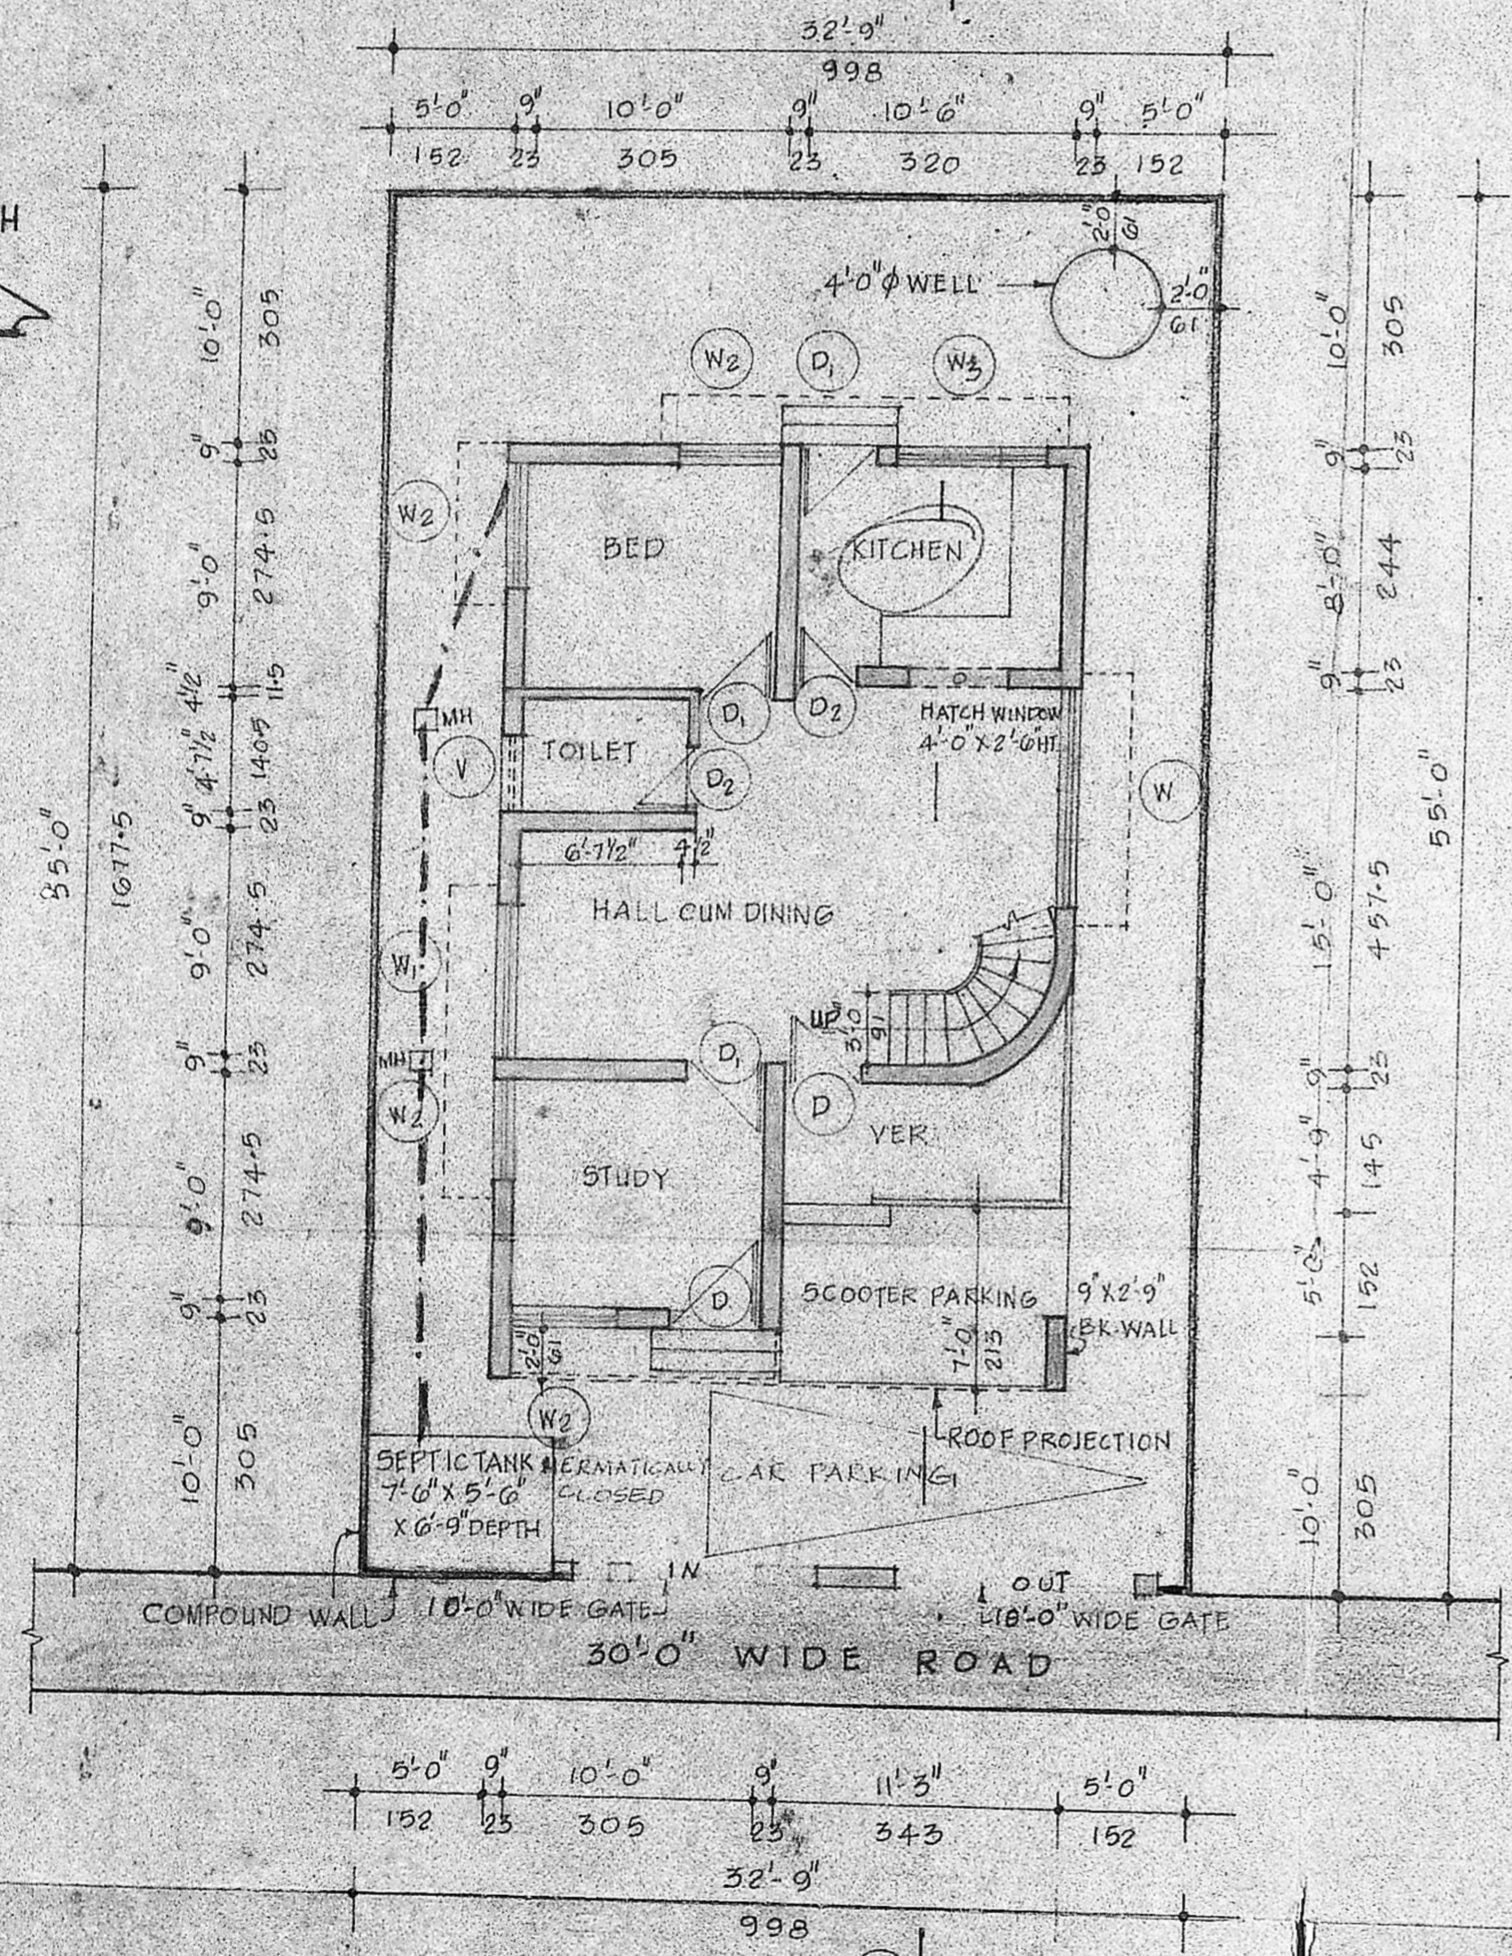 32'-9"
998
5'-0" 9" 10'-0" 9" 10'-6" 9" 5'-0"
152 23 305 23 320 23 152
H
2'-0"
61
4'-0"ϕ WELL
2'-0"
61
10'-0"
305
10'-0"
305
W2 D1 W3
9"
23
9"
23
W2
BED
KITCHEN
9'-0"
274.5
8'-0"
244
4½"
11.5
9"
23
MH
D1
D2
HATCH WINDOW
4'-0"X2'-6"HT
TOILET
V
D2
W
4'-7½"
140.5
9"
23
55'-0"
1677.5
55'-0"
6'-7½" 4½"
HALL CUM DINING
9'-0"
274.5
15'-0"
457.5
W1
UP
3'-0"
91
MH
D1
9"
23
9"
23
W2
D
VER
4'-9"
145
STUDY
9'-0"
274.5
SCOOTER PARKING
9"X2'-9"
BK.WALL
5'-0"
152
D
9"
23
2'-0"
61
7'-0"
213
W2
ROOF PROJECTION
SEPTIC TANK HERMATICALLY
7'-6"X 5'-6" CLOSED
X 6'-9" DEPTH
CAR PARKING
10'-0"
305
10'-0"
305
IN
OUT
COMPOUND WALL
10'-0" WIDE GATE
10'-0" WIDE GATE
30'-0" WIDE ROAD
5'-0" 9" 10'-0" 9" 11'-3" 5'-0"
152 23 305 23 343 152
32'-9"
998